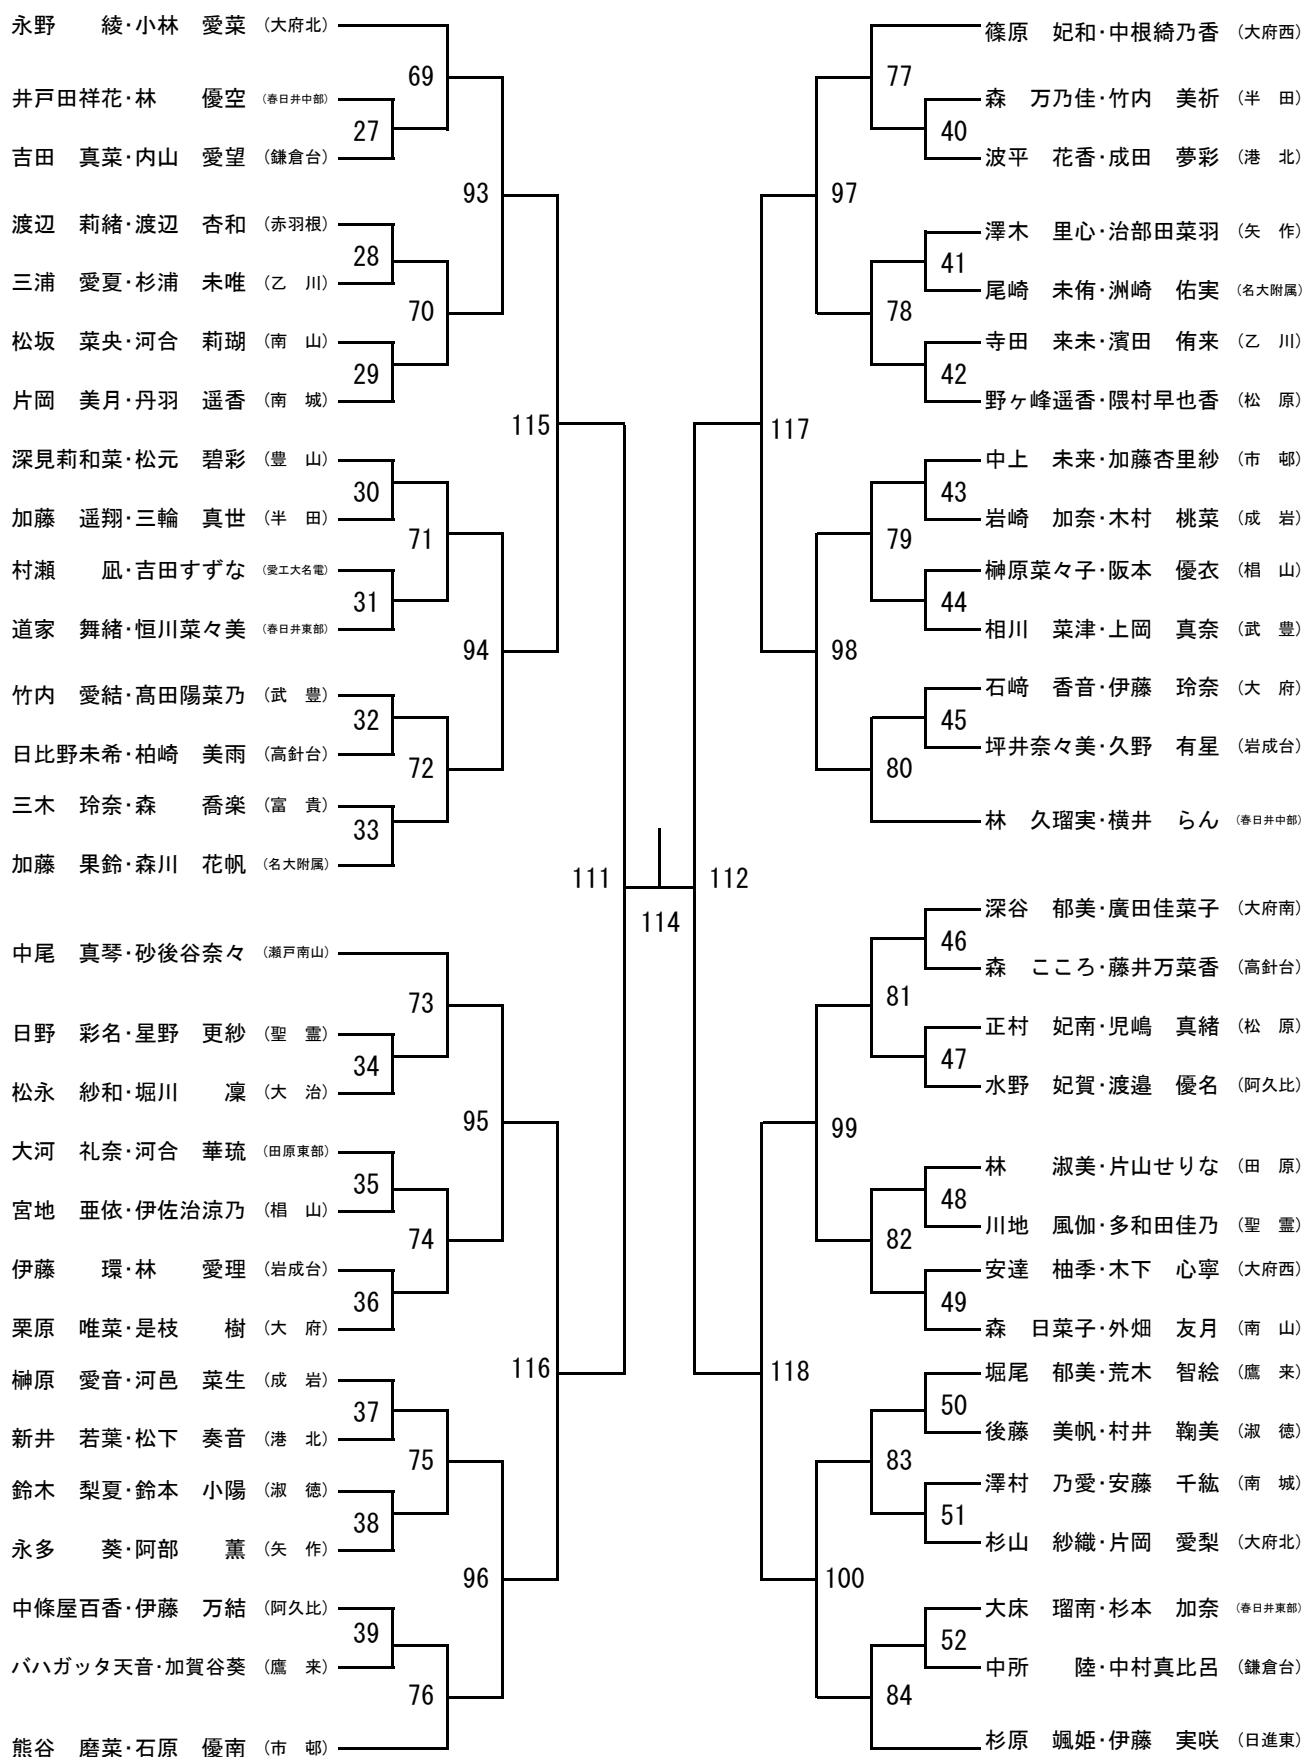 永野　綾・小林　愛菜（大府北）
69
井戸田祥花・林　優空（春日井中部）
27
吉田　真菜・内山　愛望（鎌倉台）
93
渡辺　莉緒・渡辺　杏和（赤羽根）
28
三浦　愛夏・杉浦　未唯（乙　川）
70
松坂　菜央・河合　莉瑚（南　山）
29
片岡　美月・丹羽　遥香（南　城）
115
深見莉和菜・松元　碧彩（豊　山）
30
加藤　遥翔・三輪　真世（半　田）
71
村瀬　凪・吉田すずな（愛工大名電）
31
道家　舞緒・恒川菜々美（春日井東部）
94
竹内　愛結・髙田陽菜乃（武　豊）
32
日比野未希・柏崎　美雨（高針台）
72
三木　玲奈・森　喬楽（富　貴）
33
加藤　果鈴・森川　花帆（名大附属）
111
中尾　真琴・砂後谷奈々（瀬戸南山）
73
日野　彩名・星野　更紗（聖　霊）
34
松永　紗和・堀川　凜（大　治）
95
大河　礼奈・河合　華琉（田原東部）
35
宮地　亜依・伊佐治涼乃（椙　山）
74
伊藤　環・林　愛理（岩成台）
36
栗原　唯菜・是枝　樹（大　府）
116
榊原　愛音・河邑　菜生（成　岩）
37
新井　若葉・松下　奏音（港　北）
75
鈴木　梨夏・鈴本　小陽（淑　徳）
38
永多　葵・阿部　薫（矢　作）
96
中條屋百香・伊藤　万結（阿久比）
39
バハガッタ天音・加賀谷葵（鷹　来）
76
熊谷　磨菜・石原　優南（市　邨）
114
篠原　妃和・中根綺乃香（大府西）
77
森　万乃佳・竹内　美祈（半　田）
40
波平　花香・成田　夢彩（港　北）
97
澤木　里心・治部田菜羽（矢　作）
41
尾崎　未侑・洲崎　佑実（名大附属）
78
寺田　来未・濱田　侑来（乙　川）
42
野ヶ峰遥香・隈村早也香（松　原）
117
中上　未来・加藤杏里紗（市　邨）
43
岩崎　加奈・木村　桃菜（成　岩）
79
榊原菜々子・阪本　優衣（椙　山）
44
相川　菜津・上岡　真奈（武　豊）
98
石﨑　香音・伊藤　玲奈（大　府）
45
坪井奈々美・久野　有星（岩成台）
80
林　久瑠実・横井　らん（春日井中部）
112
深谷　郁美・廣田佳菜子（大府南）
46
森　こころ・藤井万菜香（高針台）
81
正村　妃南・児嶋　真緒（松　原）
47
水野　妃賀・渡邉　優名（阿久比）
99
林　淑美・片山せりな（田　原）
48
川地　風伽・多和田佳乃（聖　霊）
82
安達　柚季・木下　心寧（大府西）
49
森　日菜子・外畑　友月（南　山）
118
堀尾　郁美・荒木　智絵（鷹　来）
50
後藤　美帆・村井　鞠美（淑　徳）
83
澤村　乃愛・安藤　千紘（南　城）
51
杉山　紗織・片岡　愛梨（大府北）
100
大床　瑠南・杉本　加奈（春日井東部）
52
中所　陸・中村真比呂（鎌倉台）
84
杉原　颯姫・伊藤　実咲（日進東）